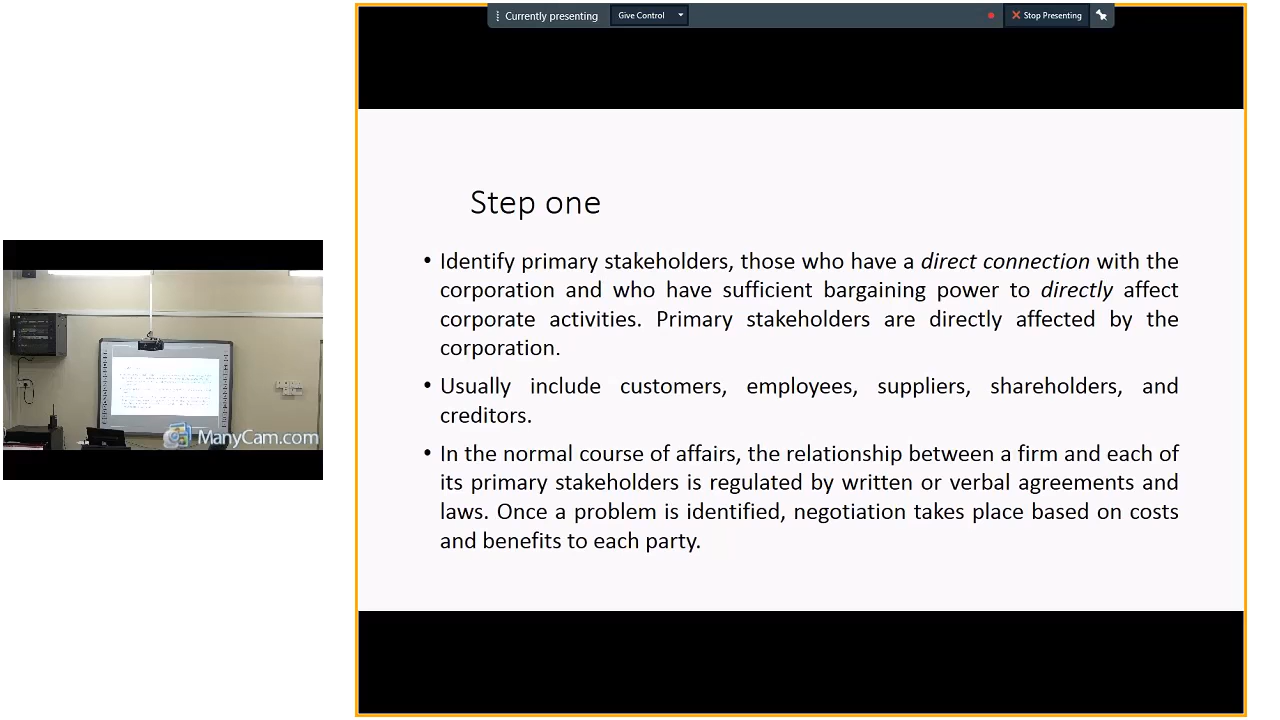 Currently presenting
Give Control
Stop Presenting
Step one
• Identify primary stakeholders, those who have a direct connection with the
corporation and who have sufficient bargaining power to directly affect
corporate activities. Primary stakeholders are directly affected by the
corporation.
• Usually include customers, employees, suppliers, shareholders, and
creditors.
• In the normal course of affairs, the relationship between a firm and each of
its primary stakeholders is regulated by written or verbal agreements and
laws. Once a problem is identified, negotiation takes place based on costs
and benefits to each party.
ManyCam.com